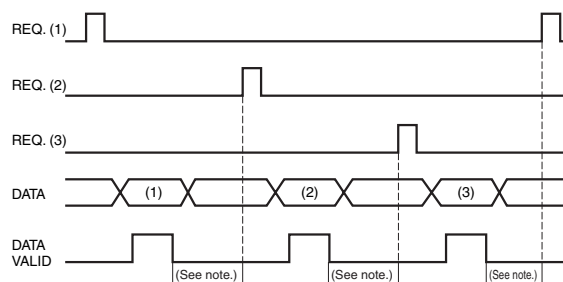 REQ. (1)
REQ. (2)
REQ. (3)
DATA
(1)
(2)
(3)
DATA
VALID
(See note.)
(See note.)
(See note.)